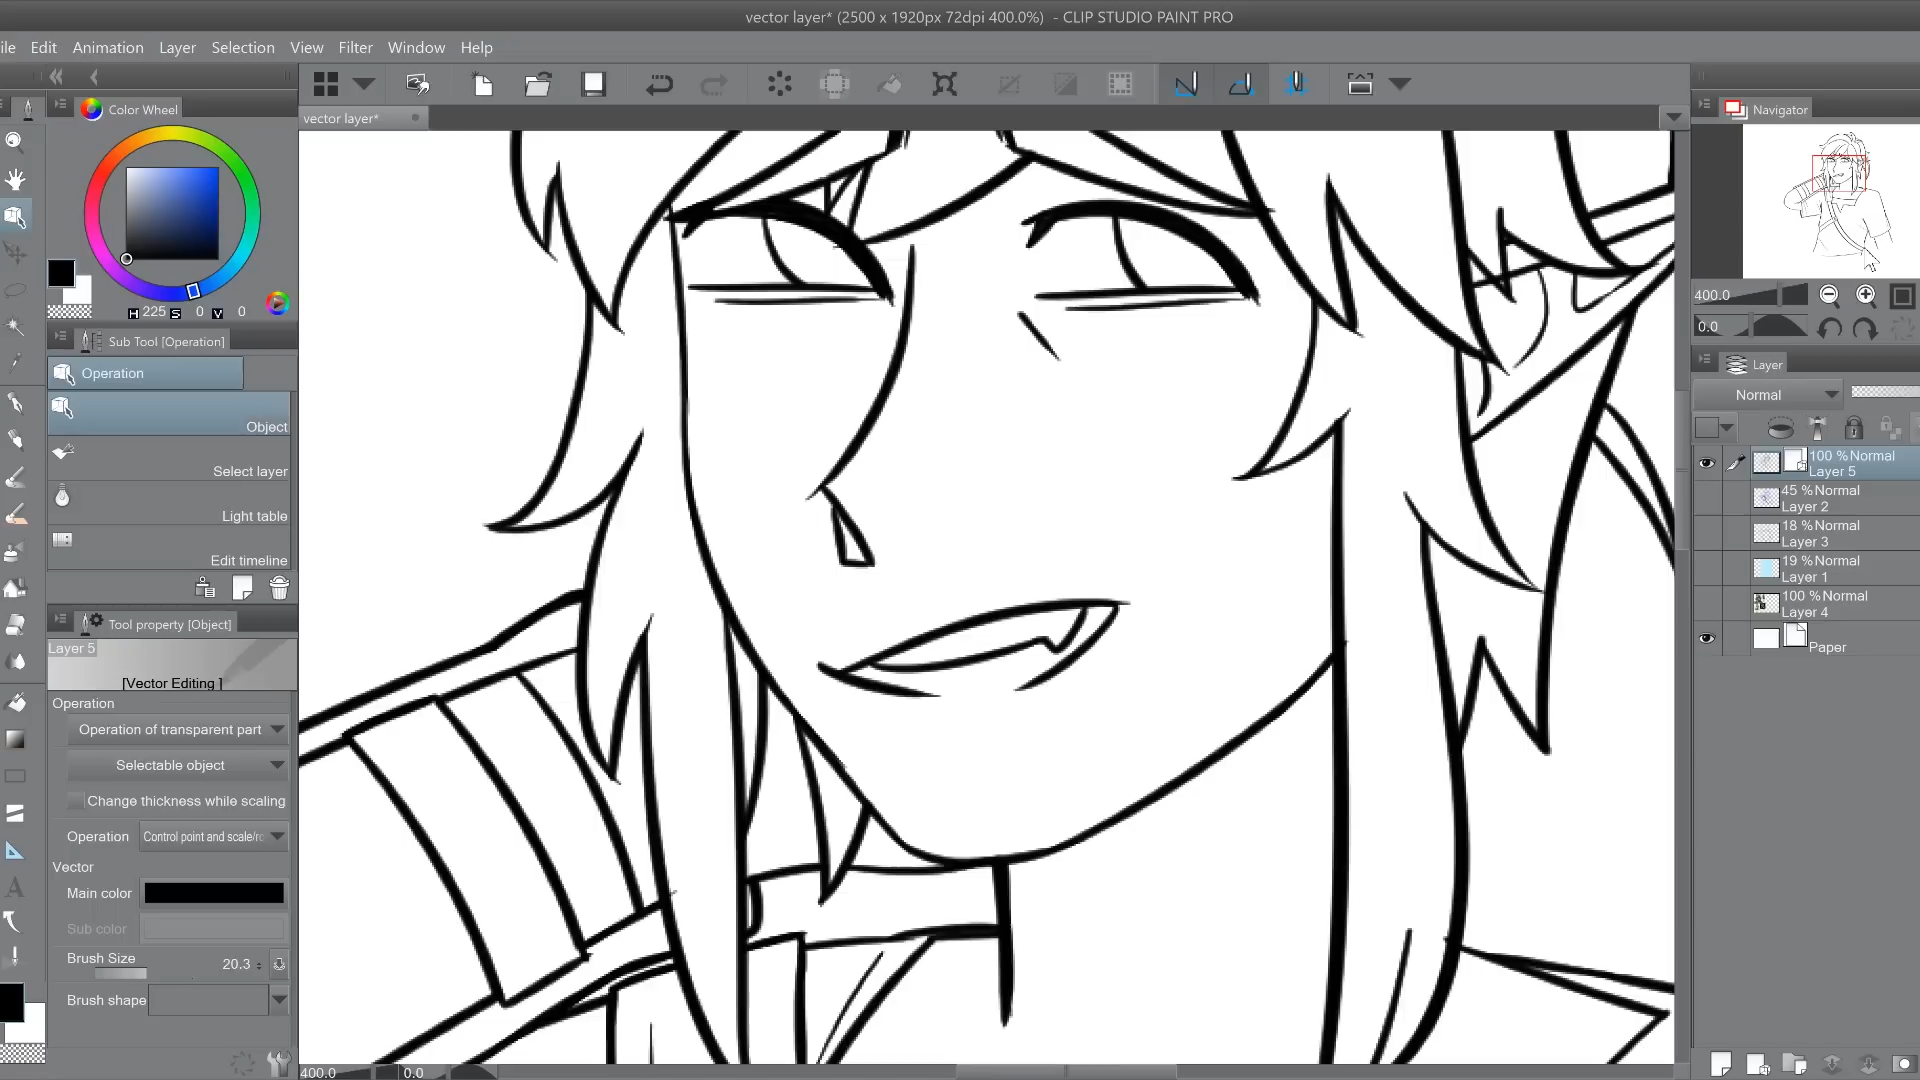 vector layer* (2500 x 1920px 72dpi 400.0%) - CLIP STUDIO PAINT PRO
ile Edit Animation Layer Selection View Filter Window Help
Color Wheel
vector layer*
Navigator
H 225 S 0 V 0
400.0
0.0
Sub Tool [Operation]
Operation
Object
Select layer
Light table
Edit timeline
Layer
Normal
100 %Normal
Layer 5
45 %Normal
Layer 2
18 %Normal
Layer 3
19 %Normal
Layer 1
100 %Normal
Layer 4
Paper
Tool property [Object]
Layer 5
[Vector Editing ]
Operation
Operation of transparent part
Selectable object
Change thickness while scaling
Operation Control point and scale/ro
Vector
Main color
Sub color
Brush Size 20.3
Brush shape
400.0 0.0